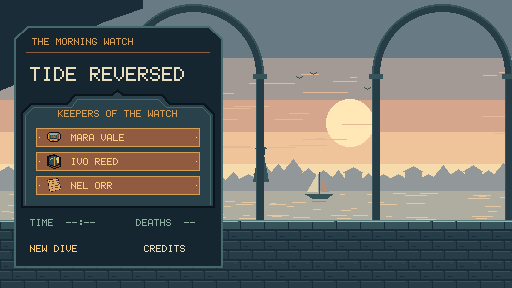 THE MORNING WATCH
TIDE REVERSED
KEEPERS OF THE WATCH
MARA VALE
IVO REED
NEL ORR
TIME --:-- DEATHS --
NEW DIVE CREDITS